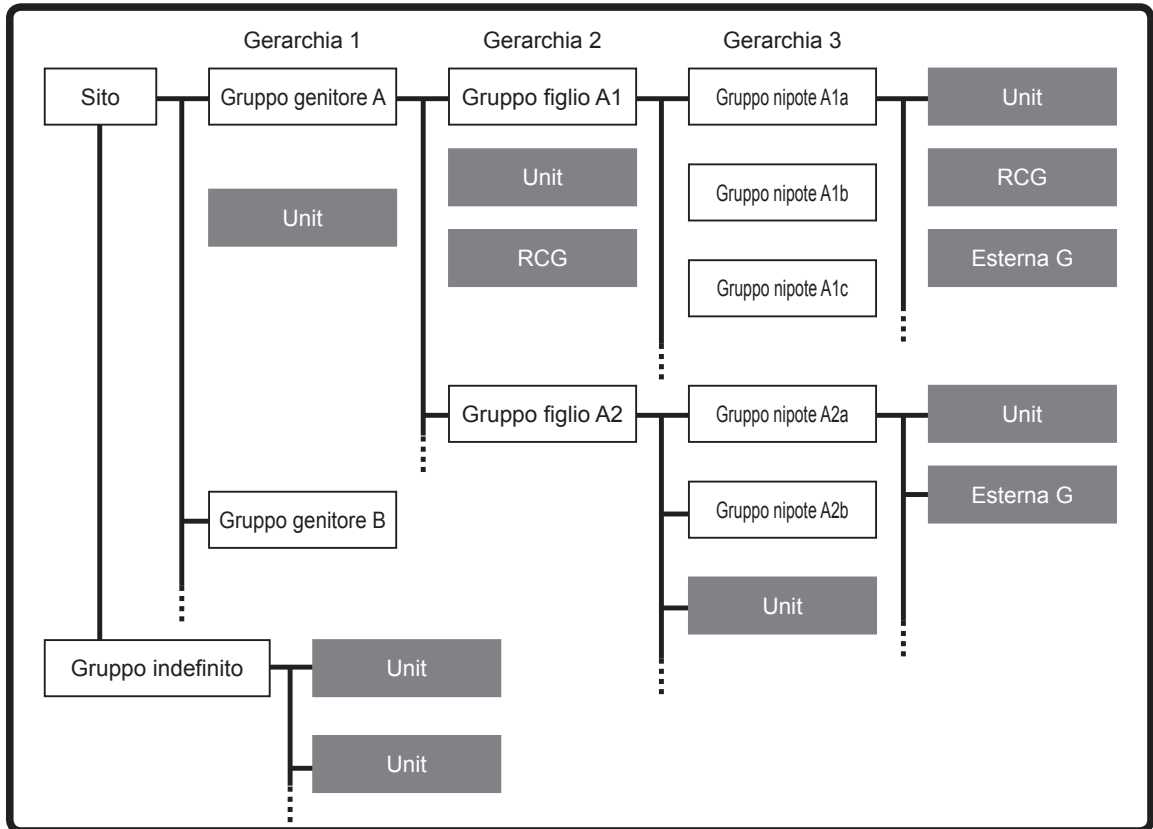 Gerarchia 1 Gerarchia 2 Gerarchia 3
Sito Gruppo genitore A Gruppo figlio A1 Gruppo nipote A1a Unit
Unit Gruppo nipote A1b RCG
Unit
RCG Gruppo nipote A1c Esterna G
Gruppo figlio A2 Gruppo nipote A2a Unit
Gruppo genitore B Gruppo nipote A2b Esterna G
Unit
Gruppo indefinito Unit
Unit